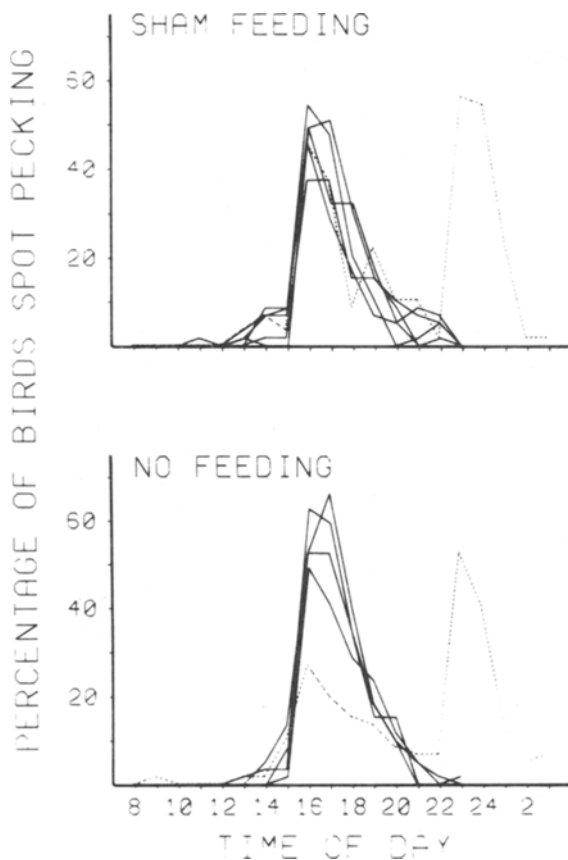 PERCENTAGE OF BIRDS SPOT PECKING
SHAM FEEDING
60
40
20
NO FEEDING
60
40
20
8 10 12 14 16 18 20 22 24 2
TIME OF DAY